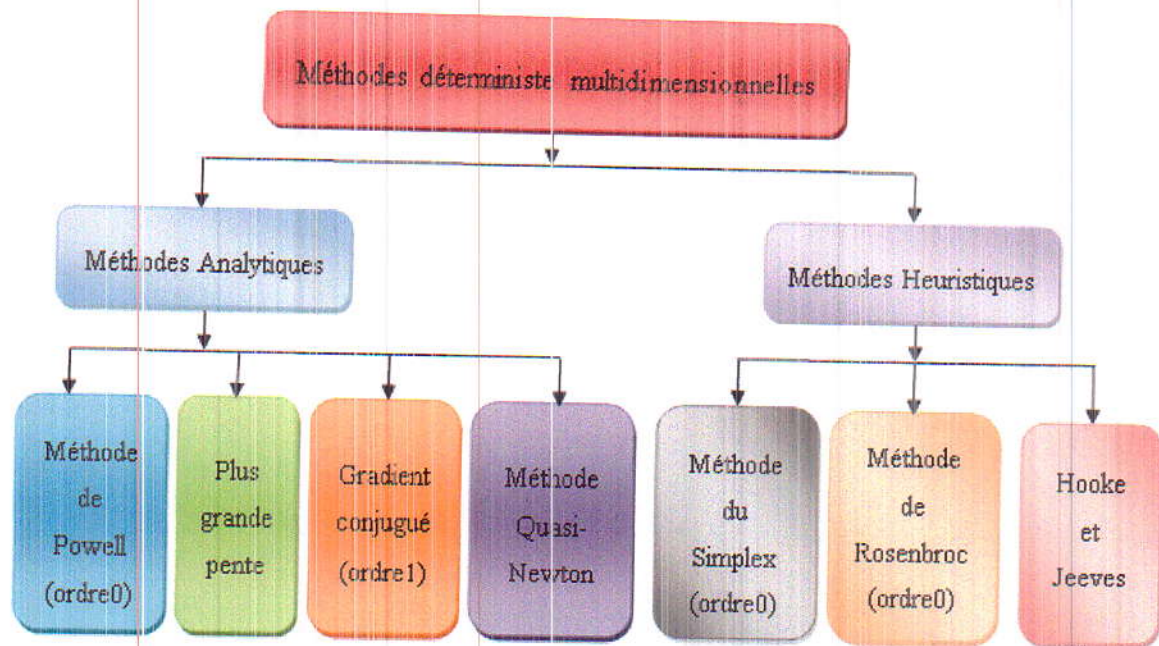 Méthodes déterministe multidimensionnelles
Méthodes Analytiques
Méthodes Heuristiques
Méthode
de
Powell
(ordre0)
Plus
grande
pente
Gradient
conjugué
(ordre1)
Méthode
Quasi-
Newton
Méthode
du
Simplex
(ordre0)
Méthode
de
Rosenbroc
(ordre0)
Hooke
et
Jeeves